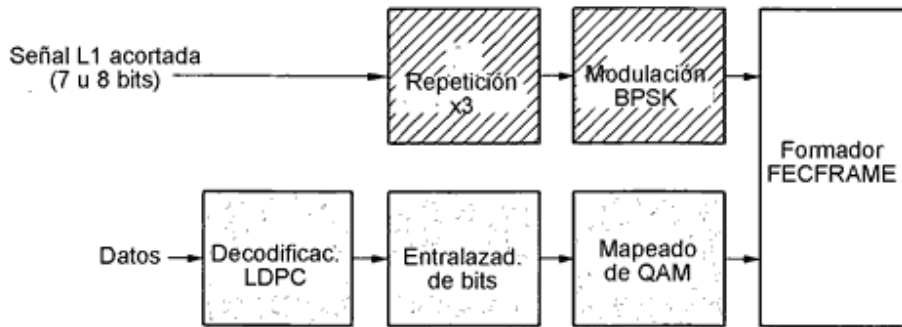 Señal L1 acortada
(7 u 8 bits)
Repetición
x3
Modulación
BPSK
Formador
FECFRAME
Datos
Decodificac.
LDPC
Entralazad.
de bits
Mapeado
de QAM